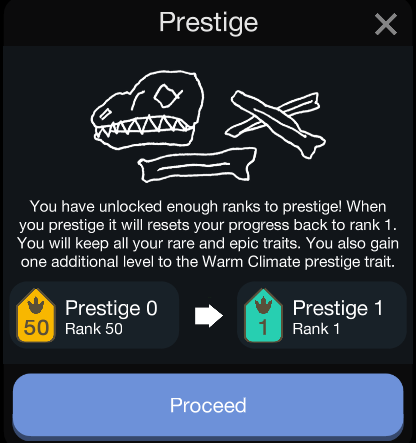 Prestige
You have unlocked enough ranks to prestige! When
you prestige it will resets your progress back to rank 1.
You will keep all your rare and epic traits. You also gain
one additional level to the Warm Climate prestige trait.
50
Prestige 0
Rank 50
1
Prestige 1
Rank 1
Proceed